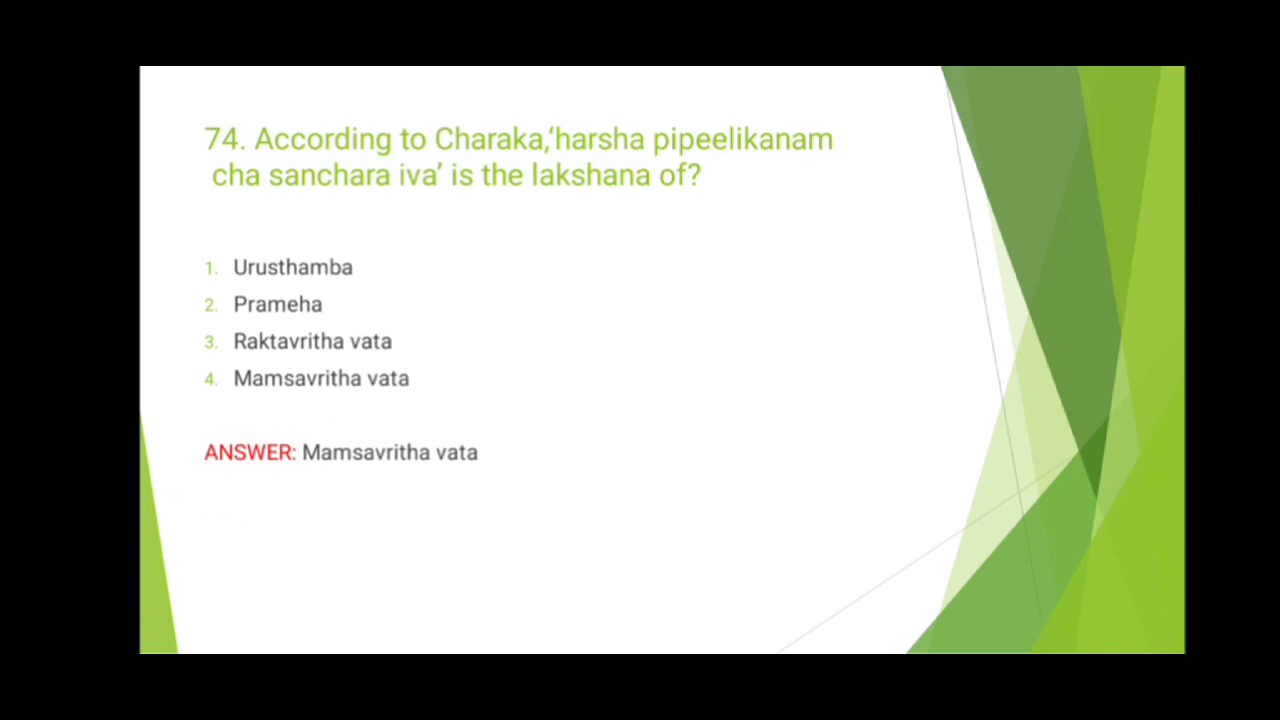 74. According to Charaka,‘harsha pipeelikanam
cha sanchara iva’ is the lakshana of?
1. Urusthamba
2. Prameha
3. Raktavritha vata
4. Mamsavritha vata
ANSWER: Mamsavritha vata